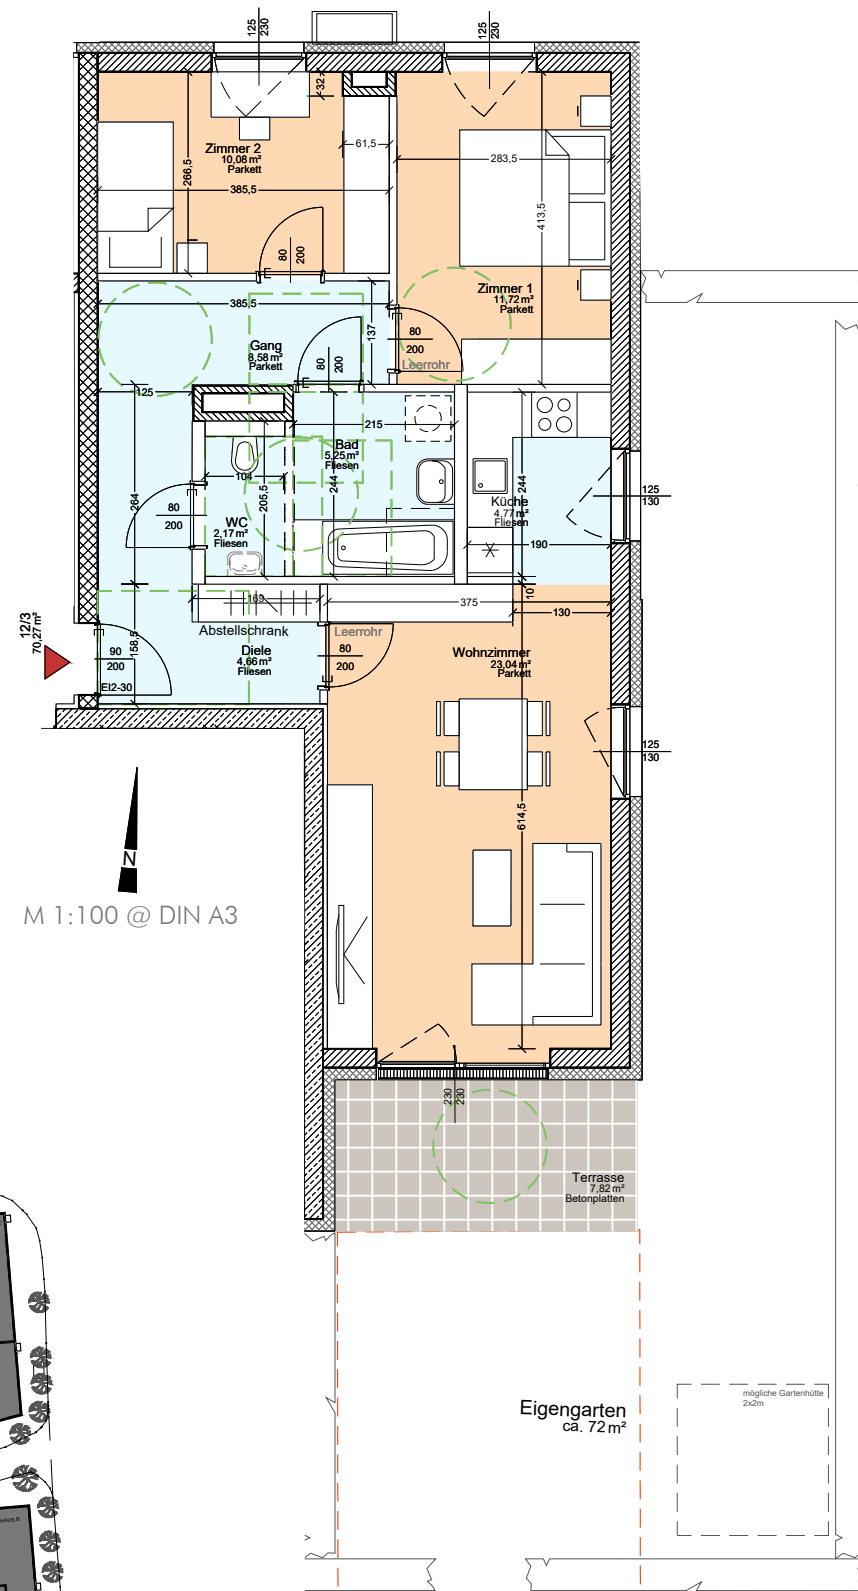 125
230
125
230
32
Zimmer 2
10,08 m²
Parkett
61,5
266,5
385,5
283,5
413,5
80
200
Zimmer 1
11,72 m²
Parkett
385,5
137
Gang
8,58 m²
Parkett
80
200
80
200
Leerrohr
125
215
Bad
5,25 m²
Fliesen
104
205,5
244
264
80
200
WC
2,17 m²
Fliesen
244
Küche
4,77 m²
Fliesen
190
125
130
169
375
10
130
12/3
70,27 m²
158,5
Abstellschrank
Leerrohr
Diele
4,66 m²
Fliesen
90
200
EI2-30
80
200
Wohnzimmer
23,04 m²
Parkett
125
130
614,5
N
M 1:100 @ DIN A3
230
230
Terrasse
7,82 m²
Betonplatten
Eigengarten
ca. 72 m²
mögliche Gartenhütte
2x2m